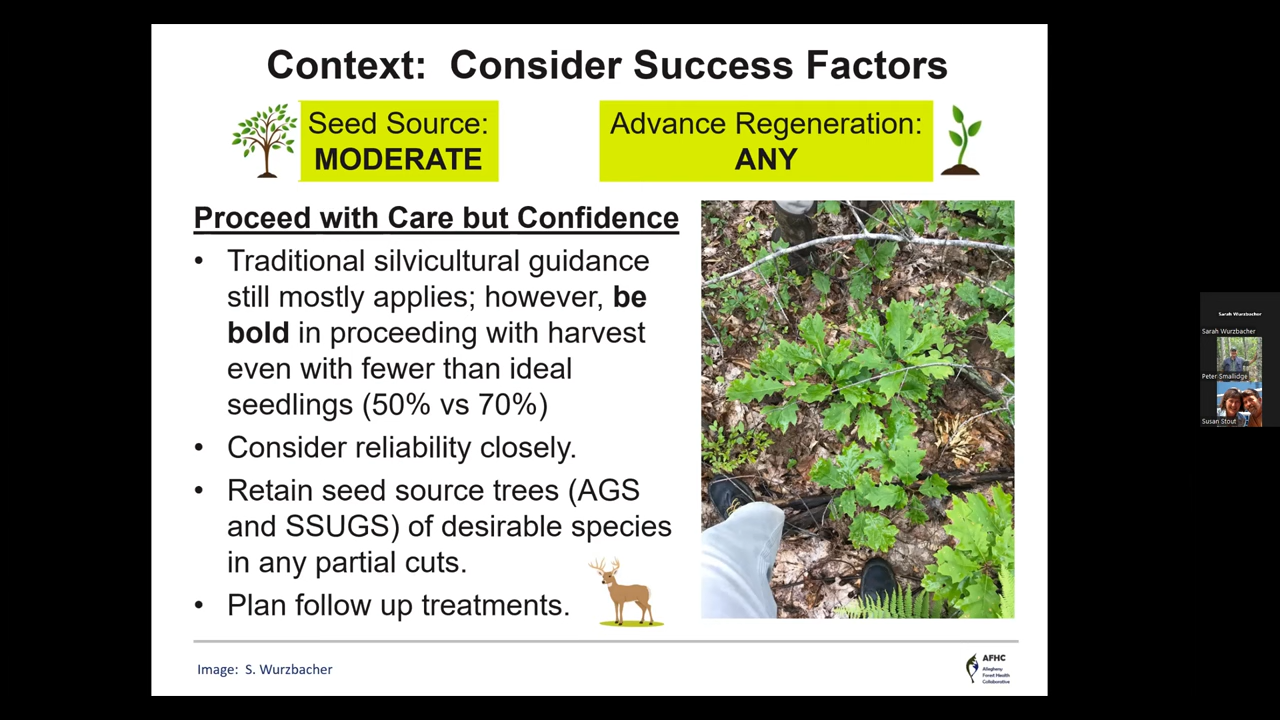 Context:  Consider Success Factors
Seed Source:
MODERATE
Advance Regeneration:
ANY
Proceed with Care but Confidence
• Traditional silvicultural guidance
still mostly applies; however, be
bold in proceeding with harvest
even with fewer than ideal
seedlings (50% vs 70%)
• Consider reliability closely.
• Retain seed source trees (AGS
and SSUGS) of desirable species
in any partial cuts.
• Plan follow up treatments.
Image:  S. Wurzbacher
AFHC
Allegheny
Forest Health
Collaborative
Sarah Wurzbacher
Sarah Wurzbacher
Peter Smallidge
Susan Stout